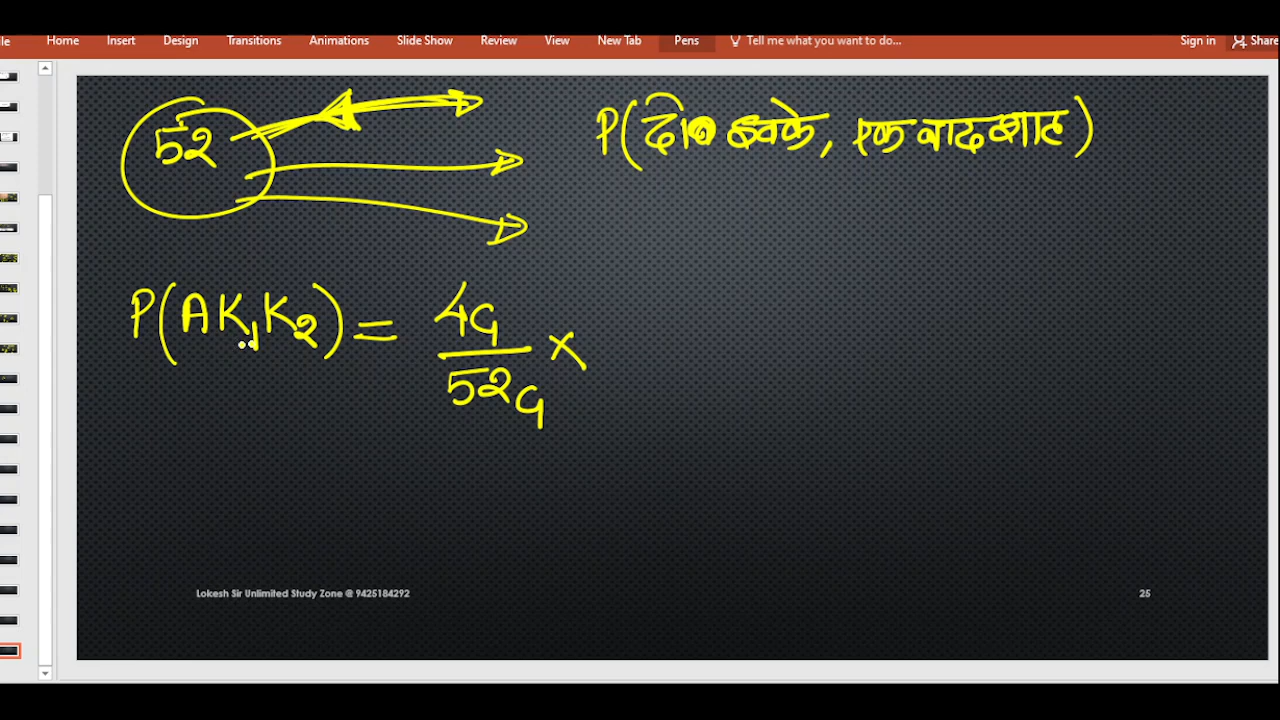 File Home Insert Design Transitions Animations Slide Show Review View New Tab Pens Tell me what you want to do... Sign in Share
52 P(दो इक्के, एक बादशाह)
P(AK₁K₂) = 4C₁/52C₁ ×
Lokesh Sir Unlimited Study Zone @ 9425184292 25